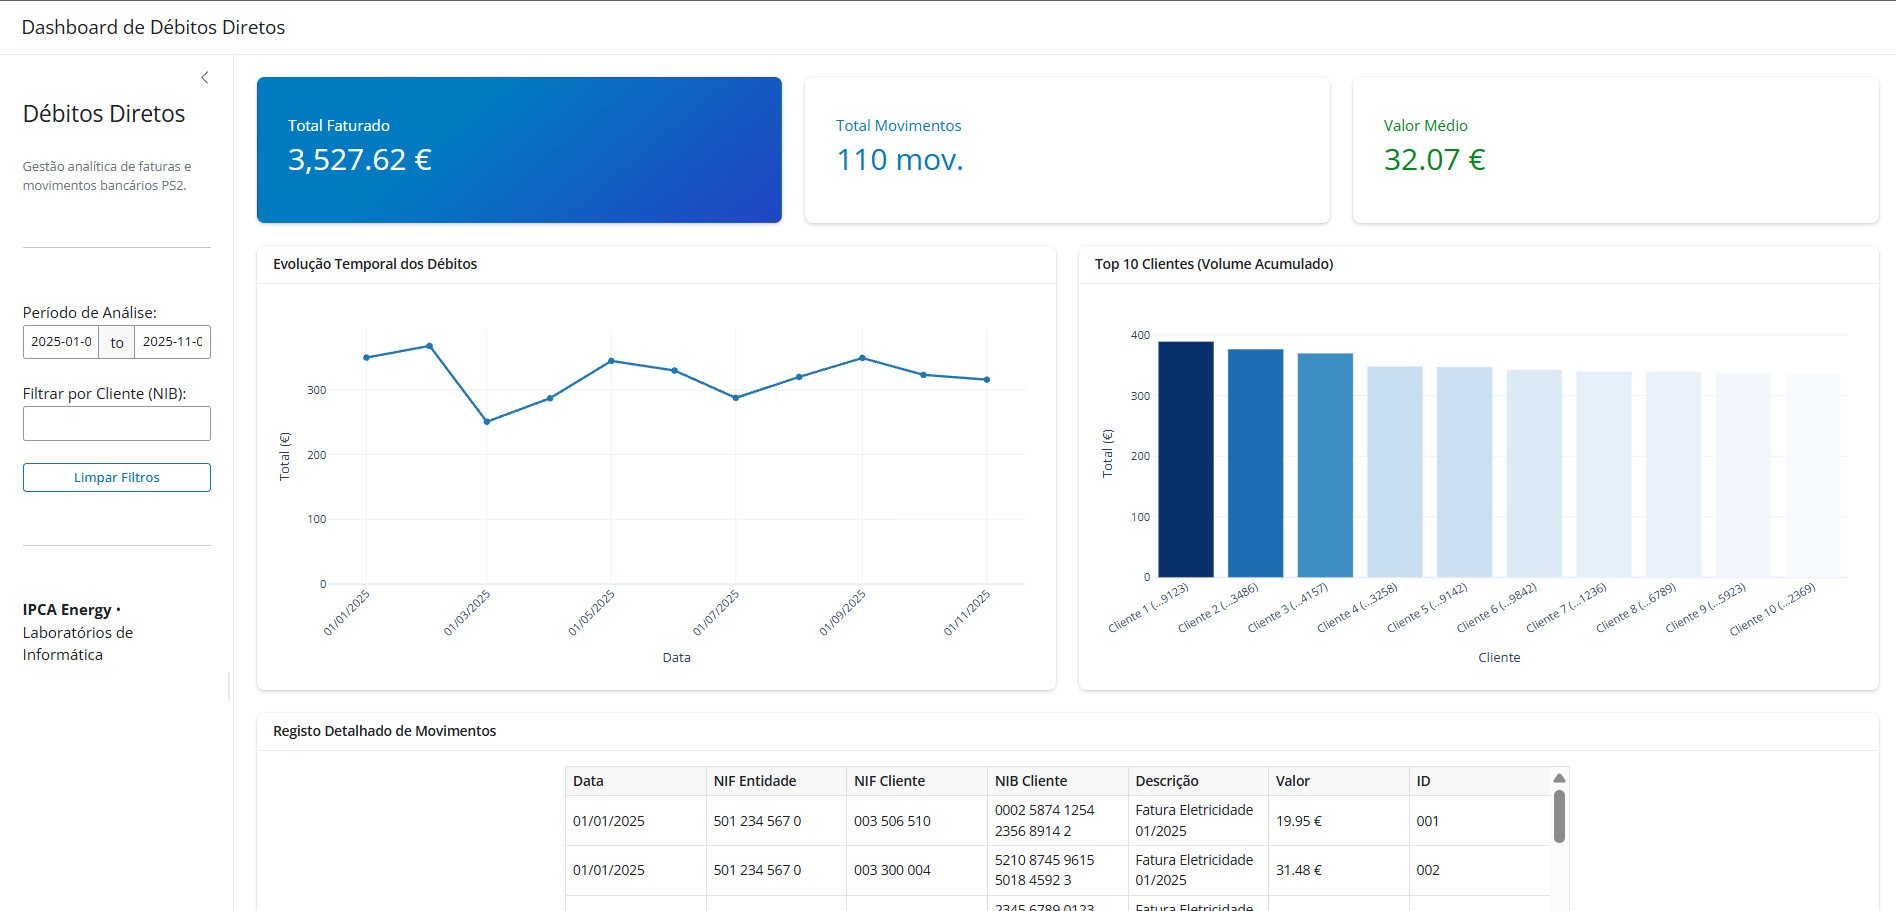 Dashboard de Débitos Diretos
Débitos Diretos
Gestão analítica de faturas e
movimentos bancários PS2.
Período de Análise:
2025-01-0 to 2025-11-0
Filtrar por Cliente (NIB):
Limpar Filtros
IPCA Energy •
Laboratórios de
Informática
Total Faturado
3,527.62 €
Total Movimentos
110 mov.
Valor Médio
32.07 €
Evolução Temporal dos Débitos
300
200
100
0
Total (€)
01/01/2025
01/03/2025
01/05/2025
01/07/2025
01/09/2025
01/11/2025
Data
Top 10 Clientes (Volume Acumulado)
400
300
200
100
0
Total (€)
Cliente 1 (...9123)
Cliente 2 (...3486)
Cliente 3 (...4157)
Cliente 4 (...3258)
Cliente 5 (...9142)
Cliente 6 (...9842)
Cliente 7 (...1236)
Cliente 8 (...6789)
Cliente 9 (...5923)
Cliente 10 (...2369)
Cliente
Registo Detalhado de Movimentos
Data NIF Entidade NIF Cliente NIB Cliente Descrição Valor ID
01/01/2025 501 234 567 0 003 506 510 0002 5874 1254 2356 8914 2 Fatura Eletricidade 01/2025 19.95 € 001
01/01/2025 501 234 567 0 003 300 004 5210 8745 9615 5018 4592 3 Fatura Eletricidade 01/2025 31.48 € 002
2345 6789 0123 Fatura Eletricidade